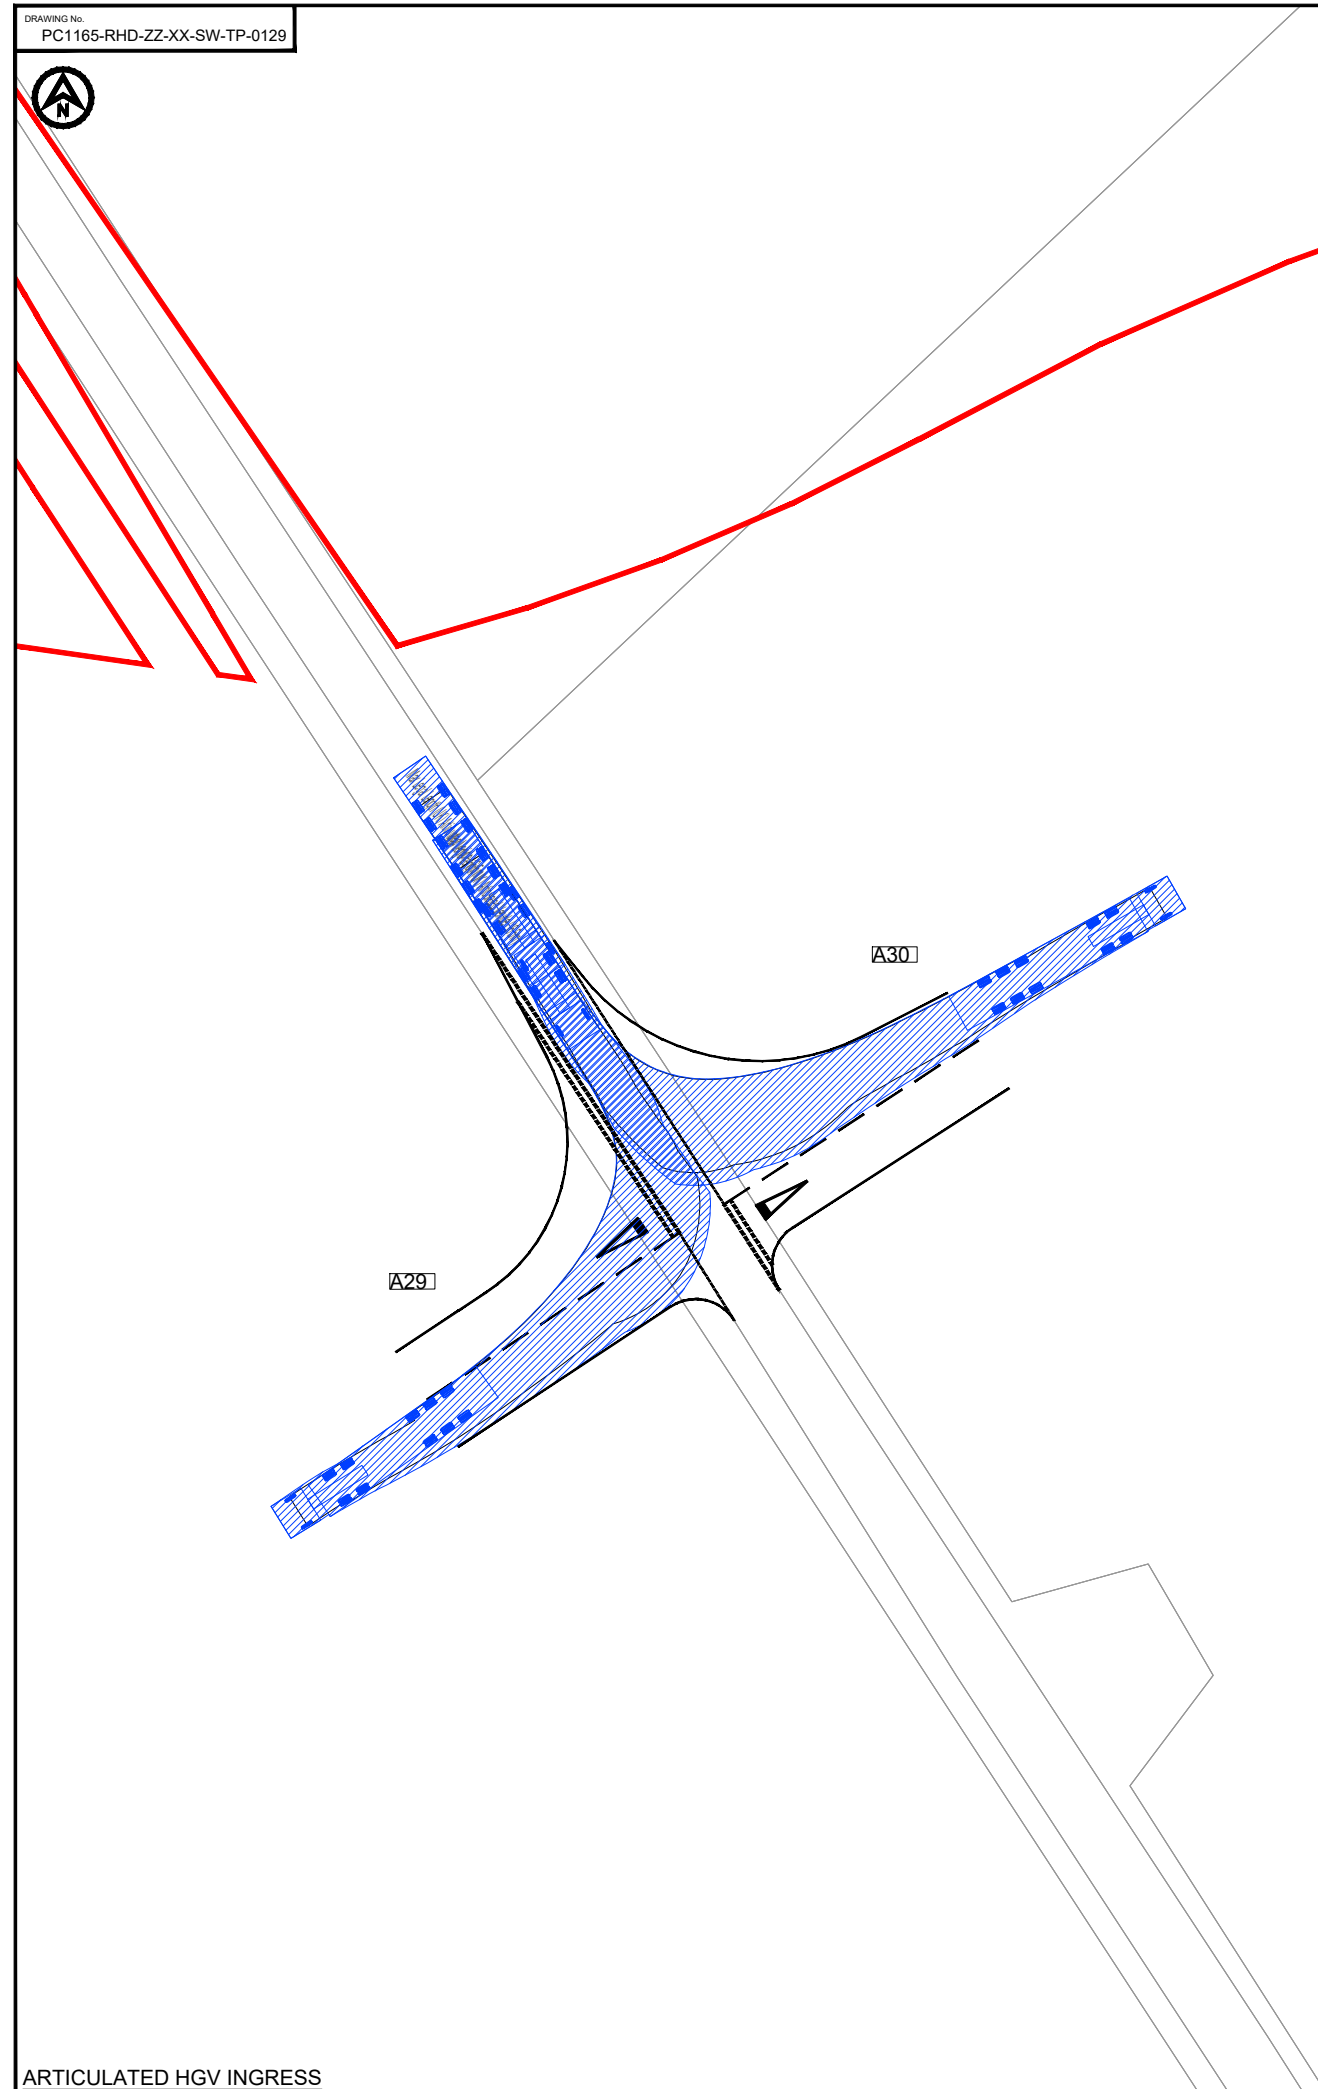 DRAWING No.
PC1165-RHD-ZZ-XX-SW-TP-0129
N
A30
A29
ARTICULATED HGV INGRESS